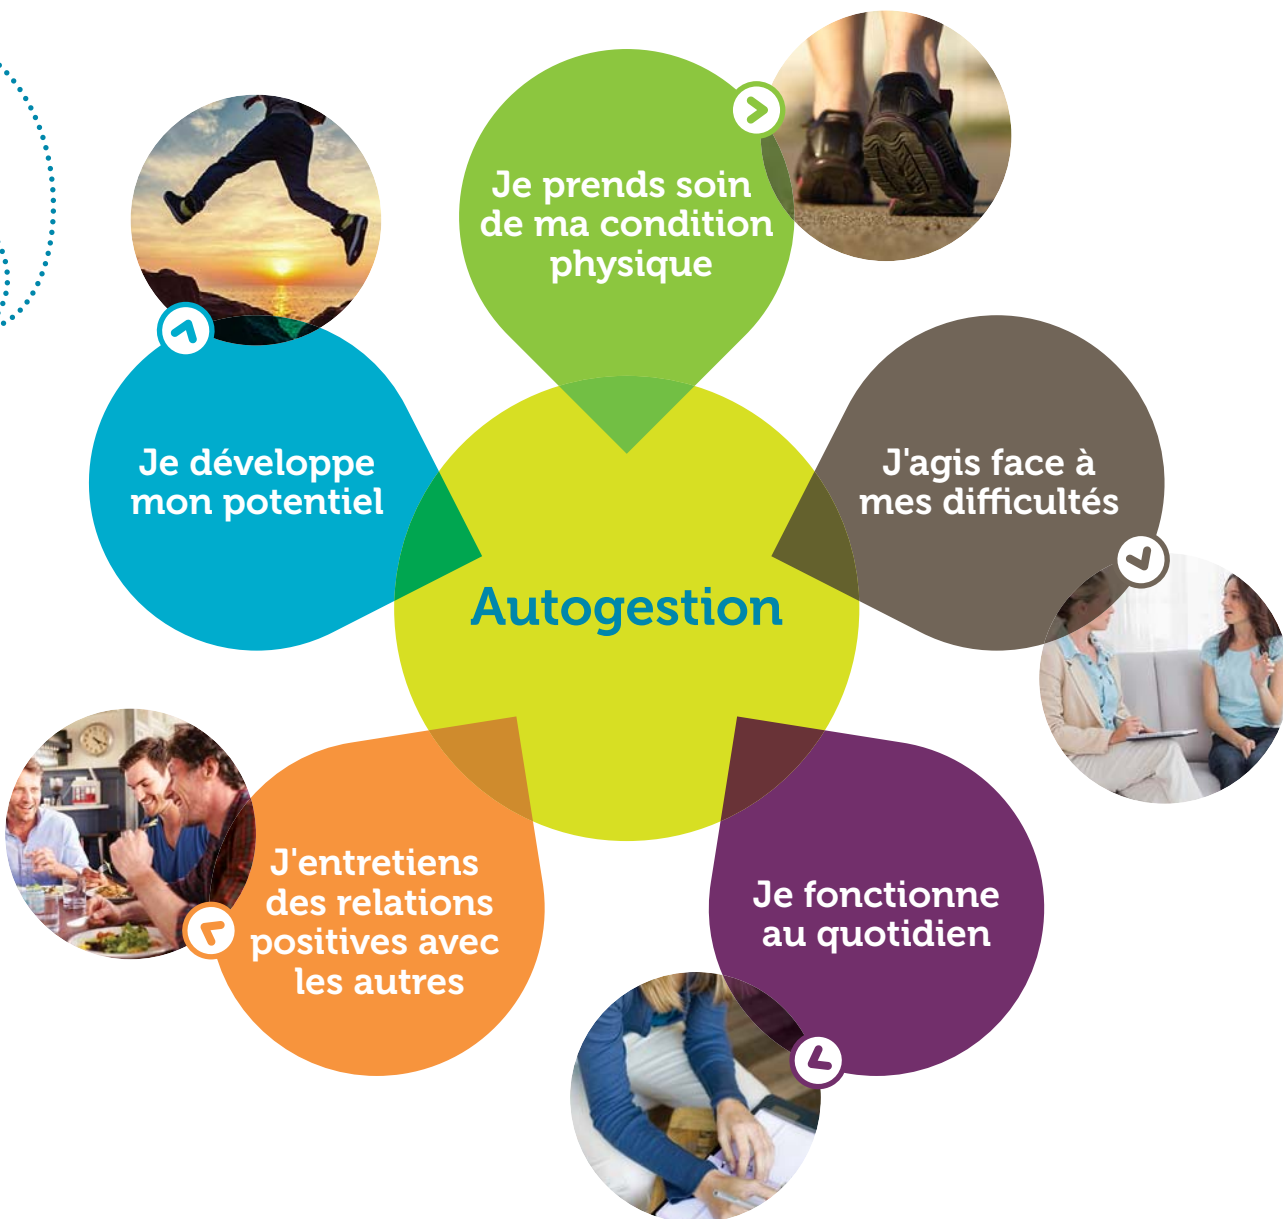 Je prends soin
de ma condition
physique
Je développe
mon potentiel
J'agis face à
mes difficultés
Autogestion
J'entretiens
des relations
positives avec
les autres
Je fonctionne
au quotidien